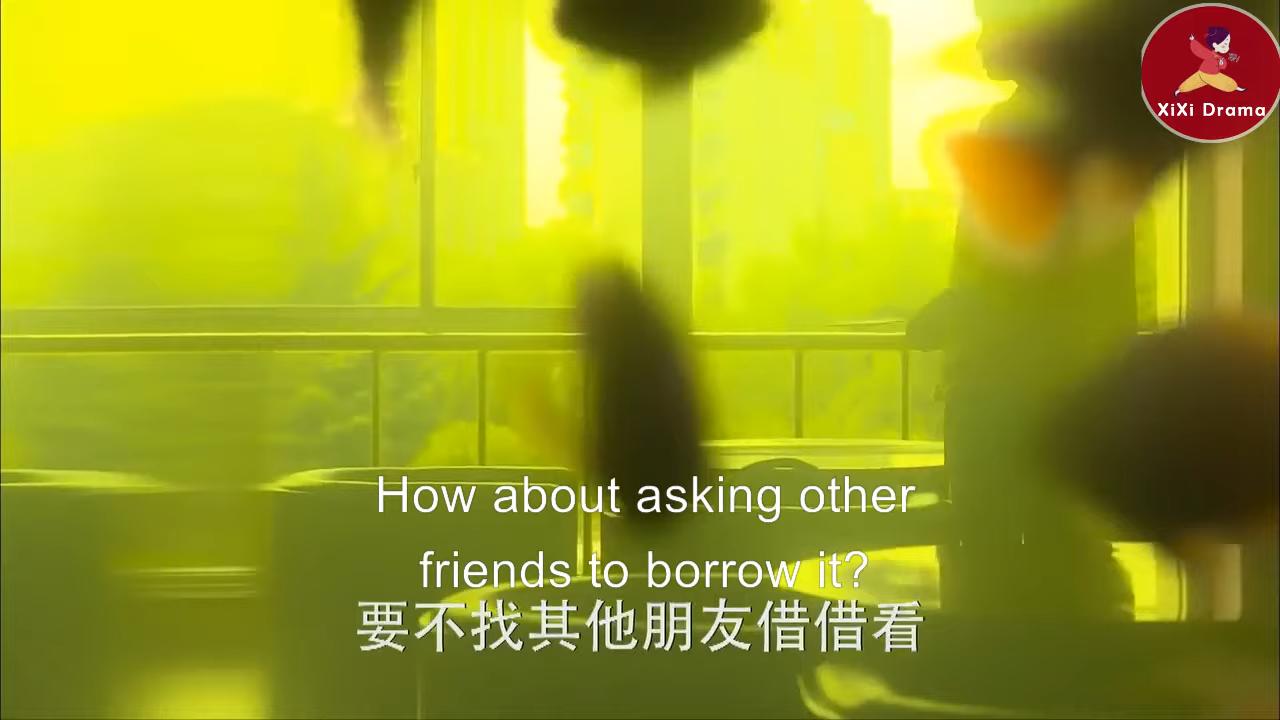 XiXi Drama
How about asking other
friends to borrow it?
要不找其他朋友借借看